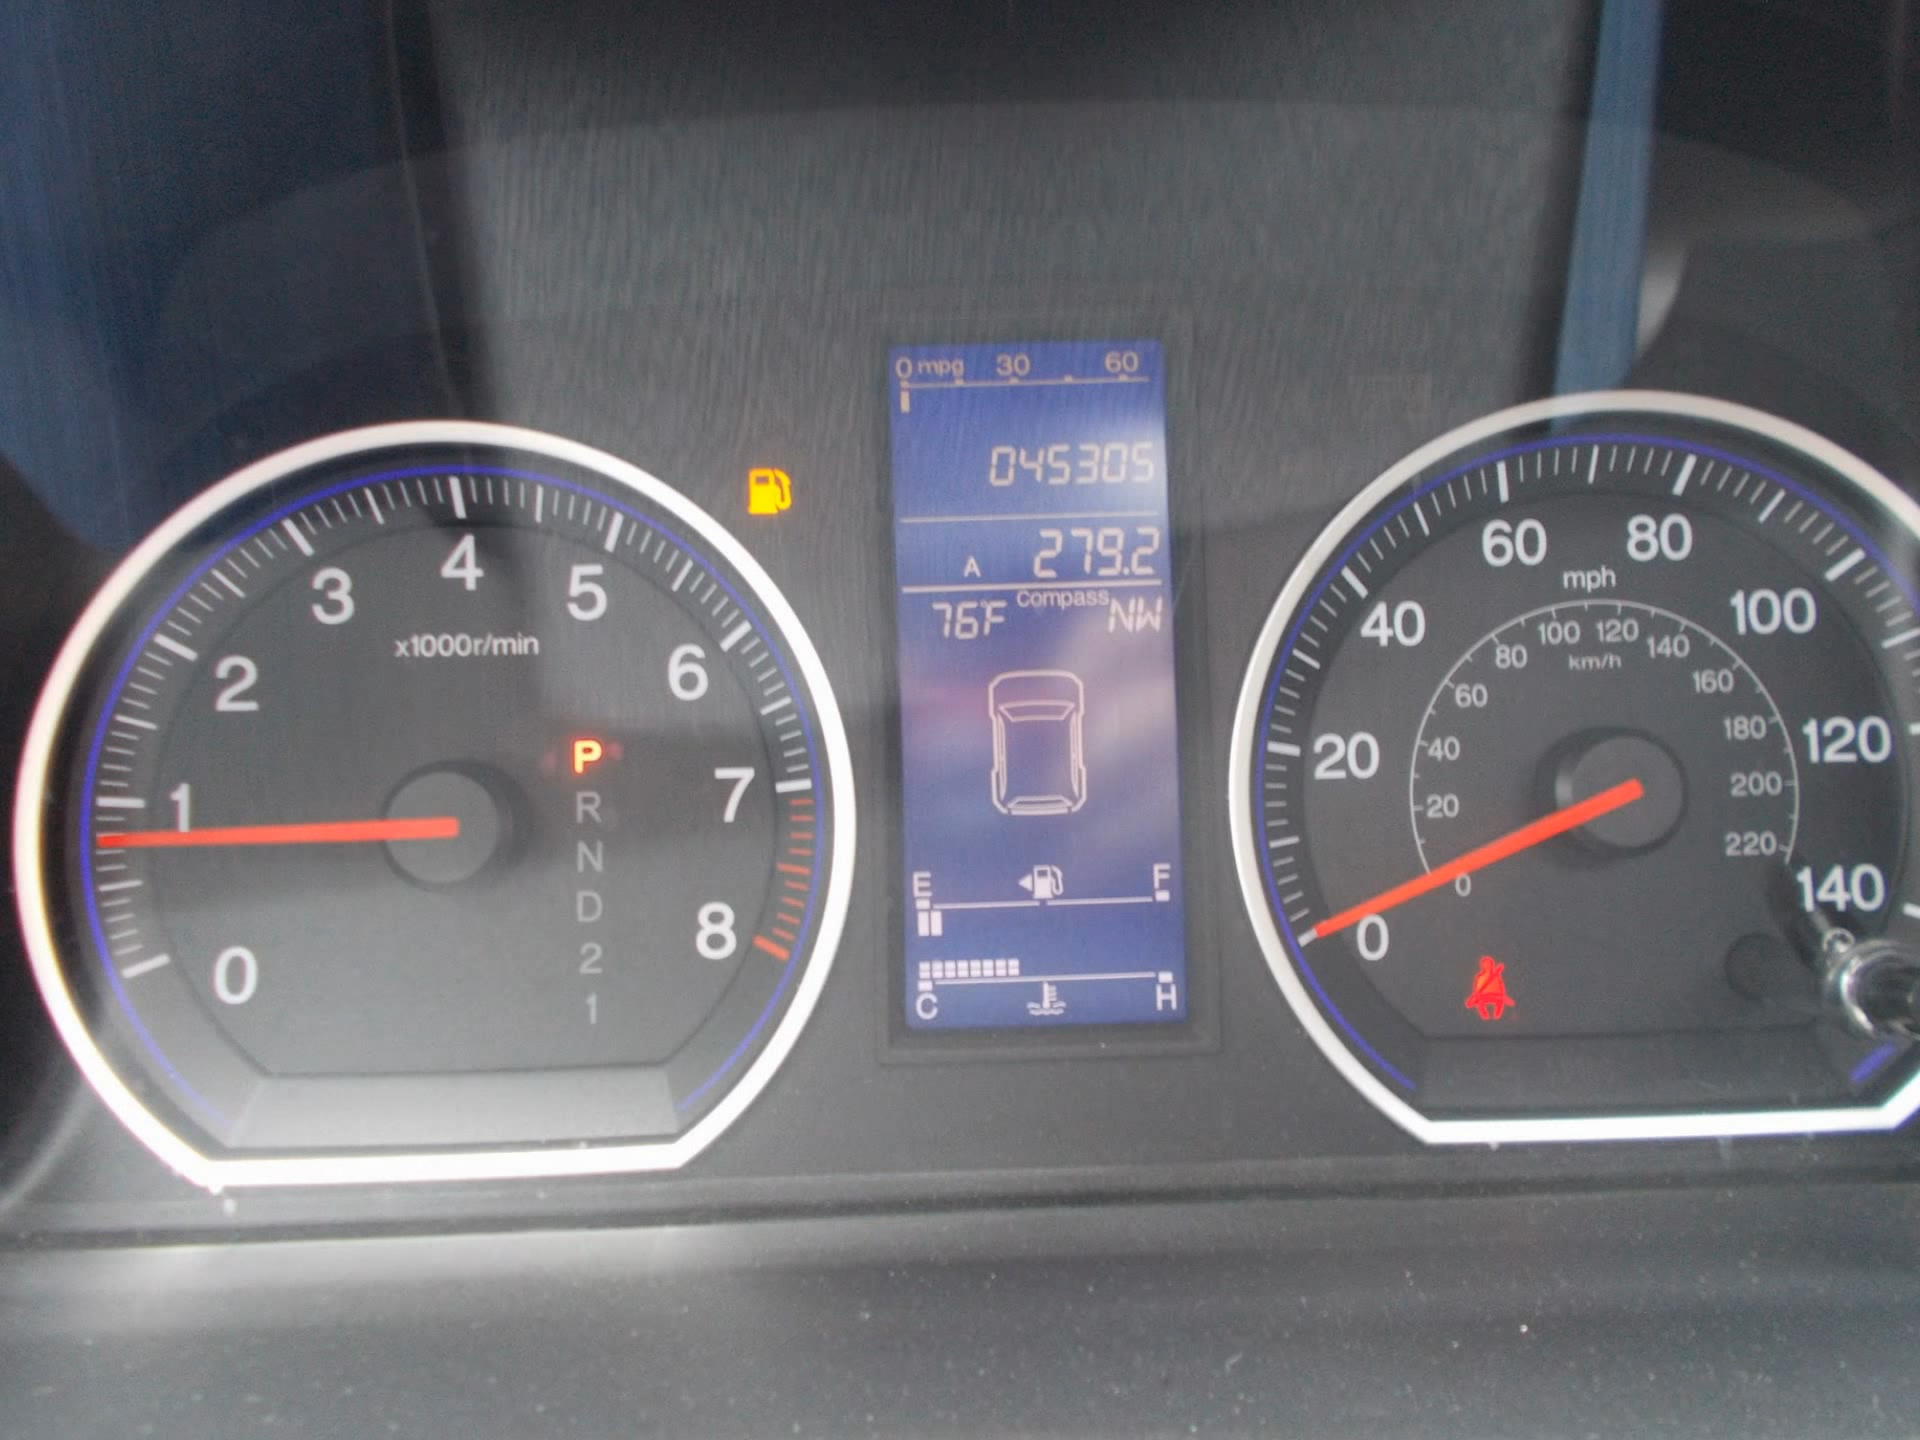 0 mpg 30 60
045305
A 279.2
76°F Compass NW
E F
C H
0 1 2 3 4 5 6 7 8
x1000r/min
P
R
N
D
2
1
0 20 40 60 80 100 120 140
mph
0 20 40 60 80 100 120 140 160 180 200 220
km/h